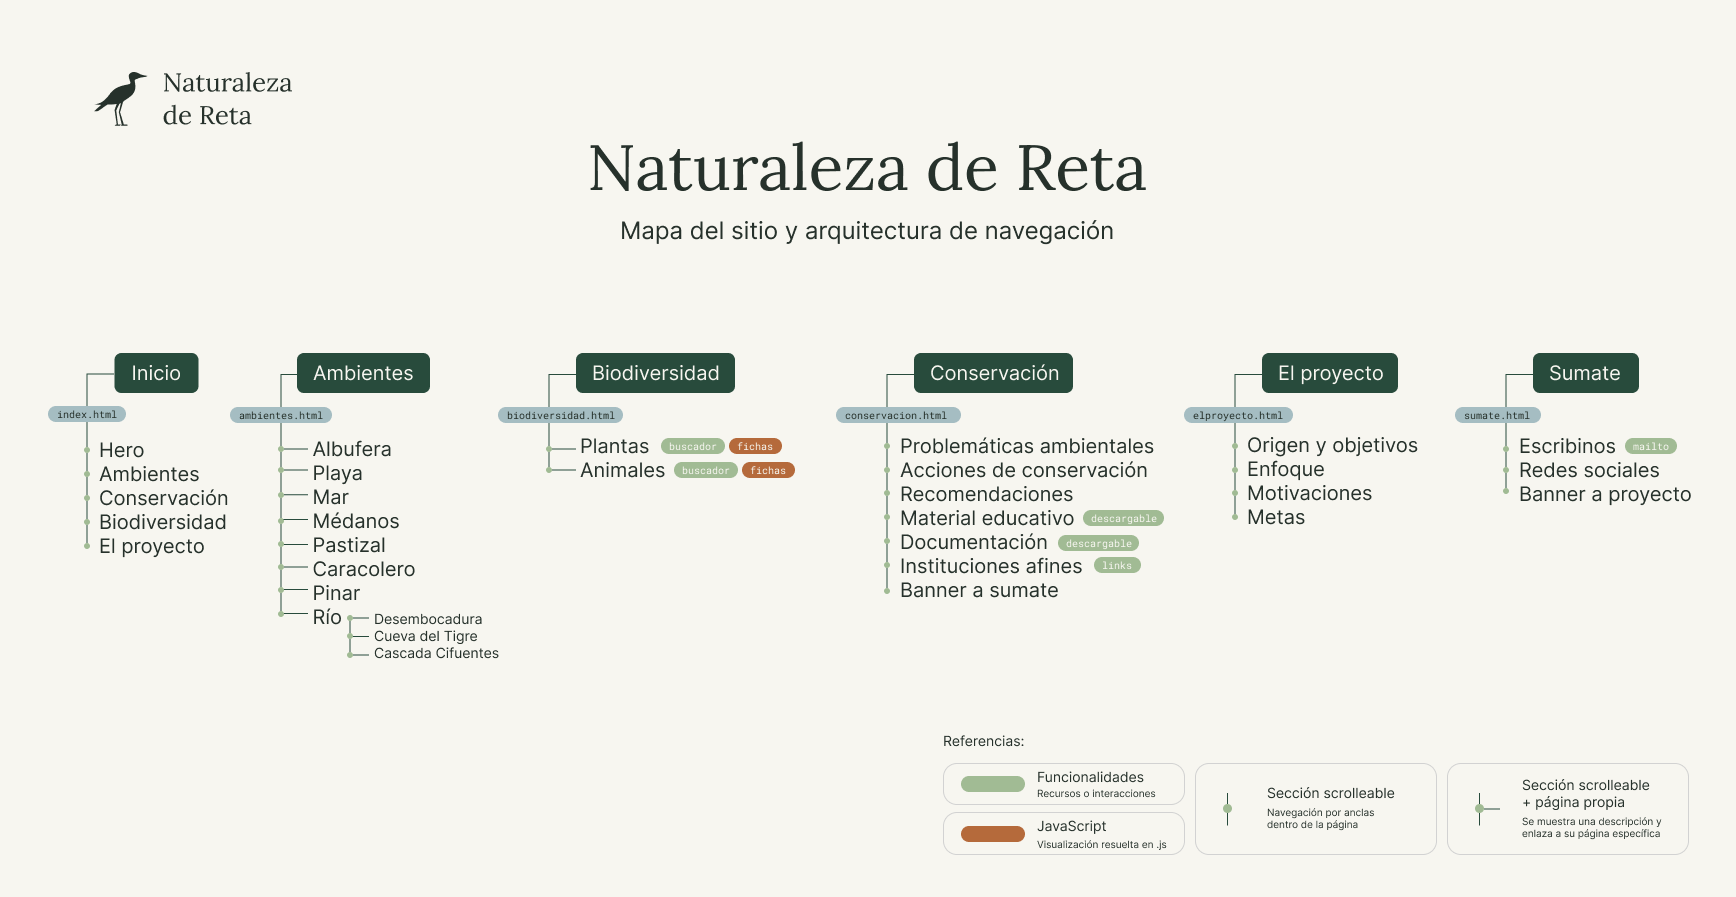 Naturaleza
de Reta
Naturaleza de Reta
Mapa del sitio y arquitectura de navegación
Inicio
index.html
Hero
Ambientes
Conservación
Biodiversidad
El proyecto
Ambientes
ambientes.html
Albufera
Playa
Mar
Médanos
Pastizal
Caracolero
Pinar
Río
Desembocadura
Cueva del Tigre
Cascada Cifuentes
Biodiversidad
biodiversidad.html
Plantas buscador fichas
Animales buscador fichas
Conservación
conservacion.html
Problemáticas ambientales
Acciones de conservación
Recomendaciones
Material educativo descargable
Documentación descargable
Instituciones afines links
Banner a sumate
El proyecto
elproyecto.html
Origen y objetivos
Enfoque
Motivaciones
Metas
Sumate
sumate.html
Escribinos mailto
Redes sociales
Banner a proyecto
Referencias:
Funcionalidades
Recursos o interacciones
JavaScript
Visualización resuelta en .js
Sección scrolleable
Navegación por anclas
dentro de la página
Sección scrolleable
+ página propia
Se muestra una descripción y
enlaza a su página específica